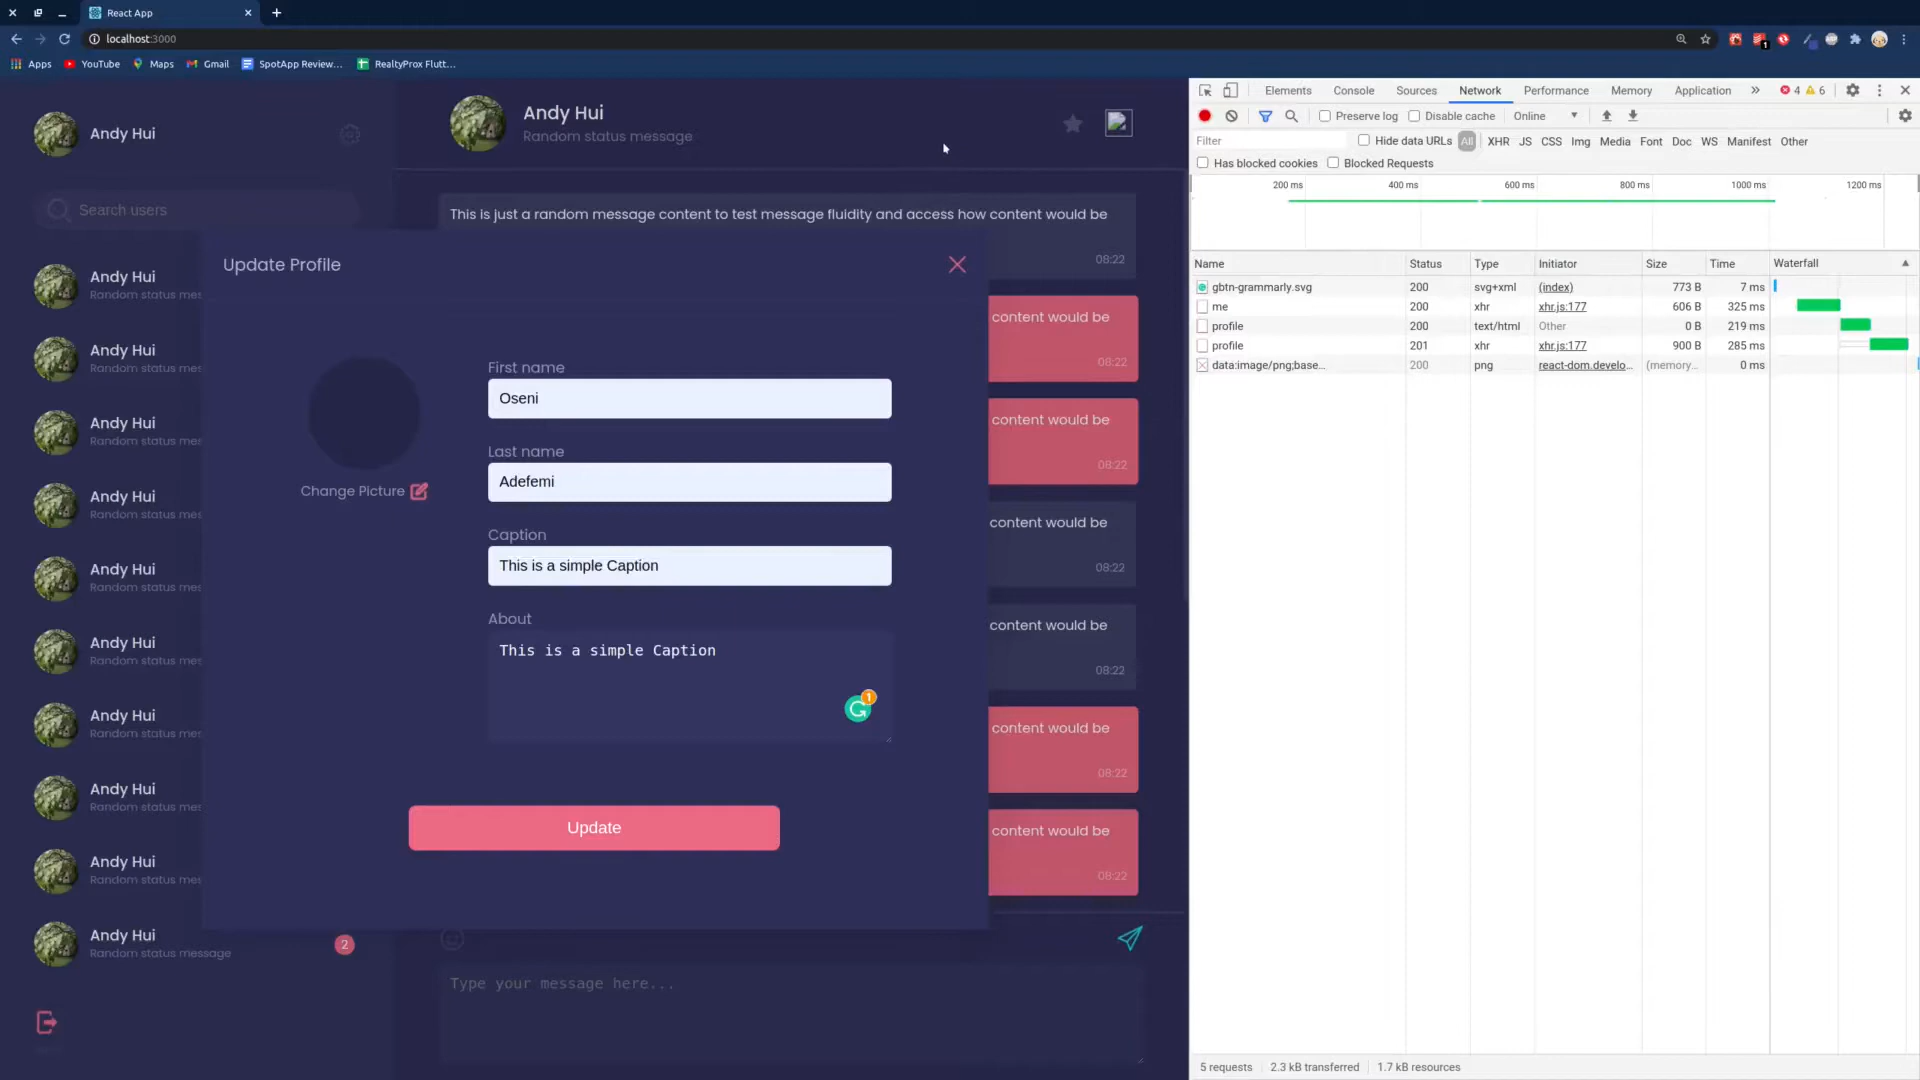 React App
localhost:3000
1
Apps
YouTube
Maps
Gmail
SpotApp Review...
RealtyProx Flutt...
Andy Hui
Search users
Andy Hui
Random status mes
Andy Hui
Random status mes
Andy Hui
Random status mes
Andy Hui
Random status mes
Andy Hui
Random status mes
Andy Hui
Random status mes
Andy Hui
Random status mes
Andy Hui
Random status mes
Andy Hui
Random status mes
Andy Hui
Random status message
2
Andy Hui
Random status message
This is just a random message content to test message fluidity and access how content would be
08:22
content would be
08:22
content would be
08:22
content would be
08:22
content would be
08:22
content would be
08:22
content would be
08:22
Type your message here...
Update Profile
Change Picture
First name
Oseni
Last name
Adefemi
Caption
This is a simple Caption
About
This is a simple Caption
1
Update
Elements Console Sources Network Performance Memory Application » 4 6
Preserve log Disable cache Online
Filter Hide data URLs All XHR JS CSS Img Media Font Doc WS Manifest Other
Has blocked cookies Blocked Requests
200 ms 400 ms 600 ms 800 ms 1000 ms 1200 ms
Name Status Type Initiator Size Time Waterfall
gbtn-grammarly.svg 200 svg+xml (index) 773 B 7 ms
me 200 xhr xhr.js:177 606 B 325 ms
profile 200 text/html Other 0 B 219 ms
profile 201 xhr xhr.js:177 900 B 285 ms
data:image/png;base... 200 png react-dom.develo... (memory... 0 ms
5 requests 2.3 kB transferred 1.7 kB resources